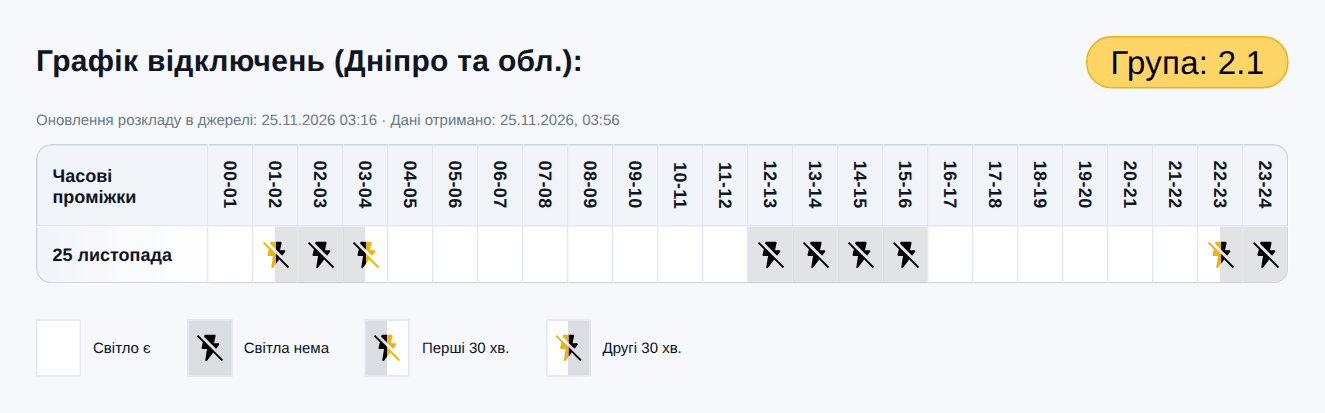 Графік відключень (Дніпро та обл.):
Група: 2.1
Оновлення розкладу в джерелі: 25.11.2026 03:16 · Дані отримано: 25.11.2026, 03:56
Часові
проміжки
00-01
01-02
02-03
03-04
04-05
05-06
06-07
07-08
08-09
09-10
10-11
11-12
12-13
13-14
14-15
15-16
16-17
17-18
18-19
19-20
20-21
21-22
22-23
23-24
25 листопада
Світло є
Світла нема
Перші 30 хв.
Другі 30 хв.